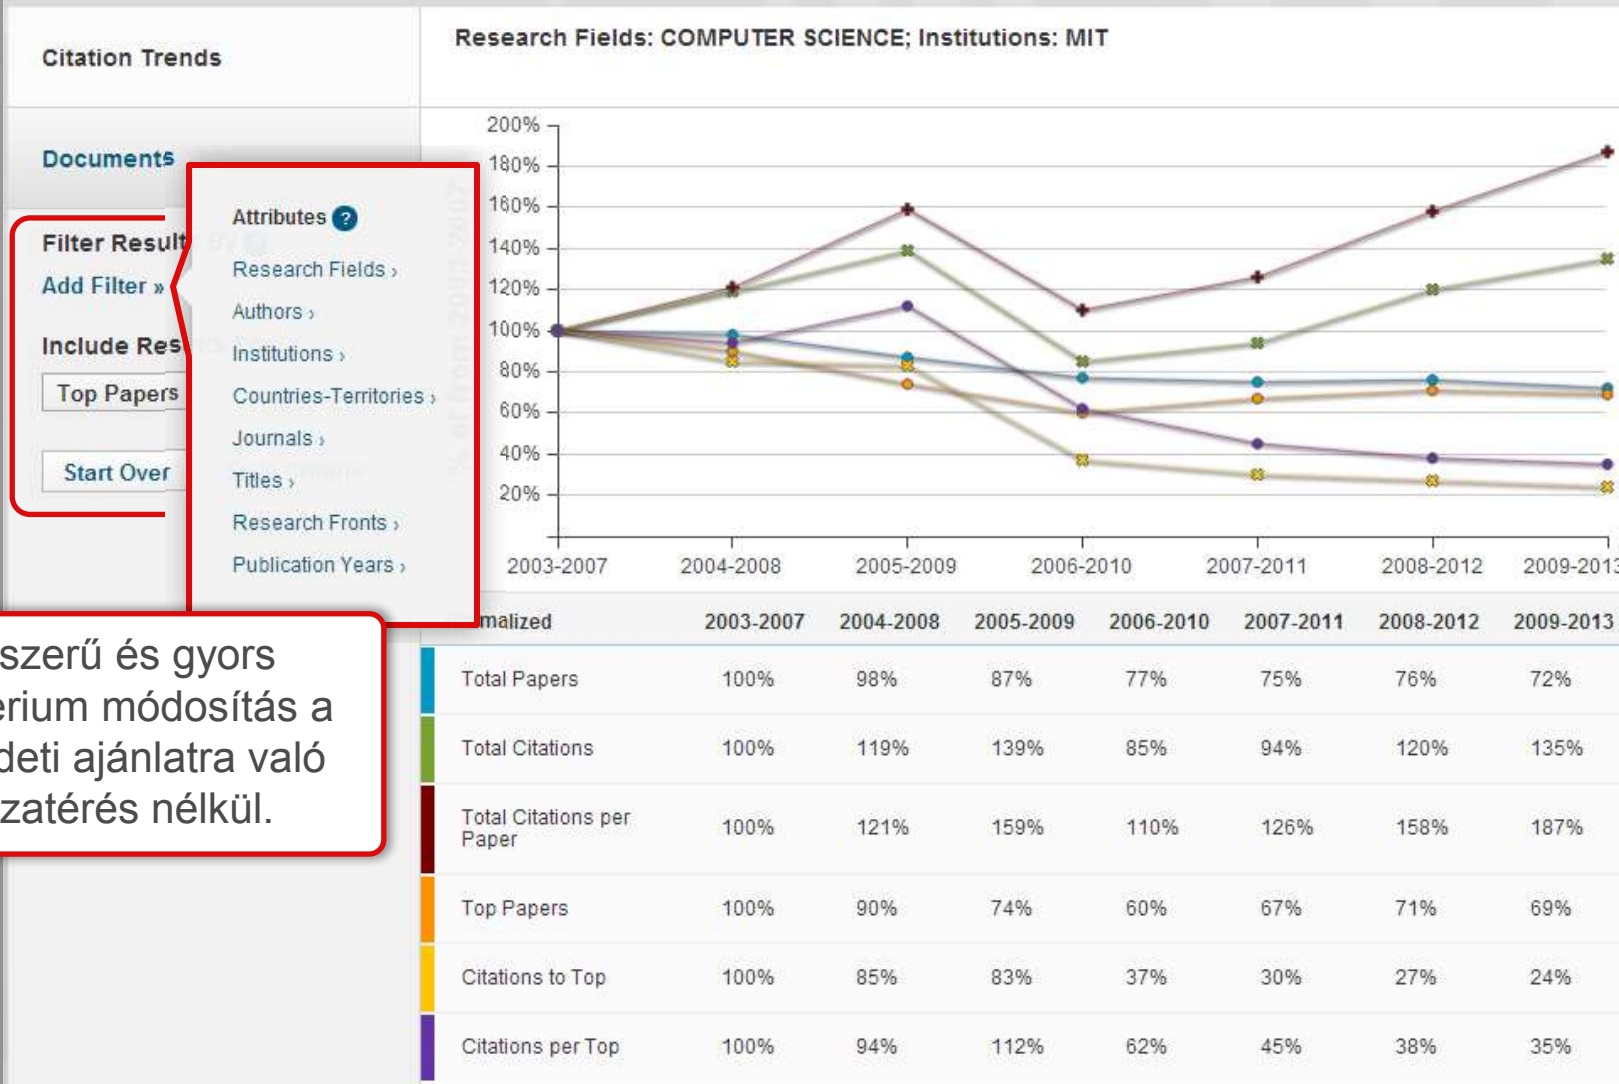 Citation Trends
Research Fields: COMPUTER SCIENCE; Institutions: MIT
Documents
Filter Result
Add Filter »
Include Res
Top Papers
Start Over
Attributes ?
Research Fields ›
Authors ›
Institutions ›
Countries-Territories ›
Journals ›
Titles ›
Research Fronts ›
Publication Years ›
200%
180%
160%
140%
120%
100%
80%
60%
40%
20%
% of from 2003-2007
2003-2007 2004-2008 2005-2009 2006-2010 2007-2011 2008-2012 2009-2013
malized 2003-2007 2004-2008 2005-2009 2006-2010 2007-2011 2008-2012 2009-2013
Total Papers 100% 98% 87% 77% 75% 76% 72%
Total Citations 100% 119% 139% 85% 94% 120% 135%
Total Citations per
Paper 100% 121% 159% 110% 126% 158% 187%
Top Papers 100% 90% 74% 60% 67% 71% 69%
Citations to Top 100% 85% 83% 37% 30% 27% 24%
Citations per Top 100% 94% 112% 62% 45% 38% 35%
szerű és gyors
erium módosítás a
deti ajánlatra való
zatérés nélkül.